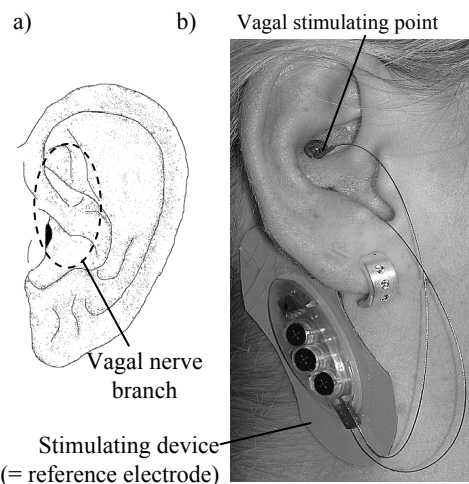 a)
b)
Vagal stimulating point
Vagal nerve
branch
Stimulating device
(= reference electrode)